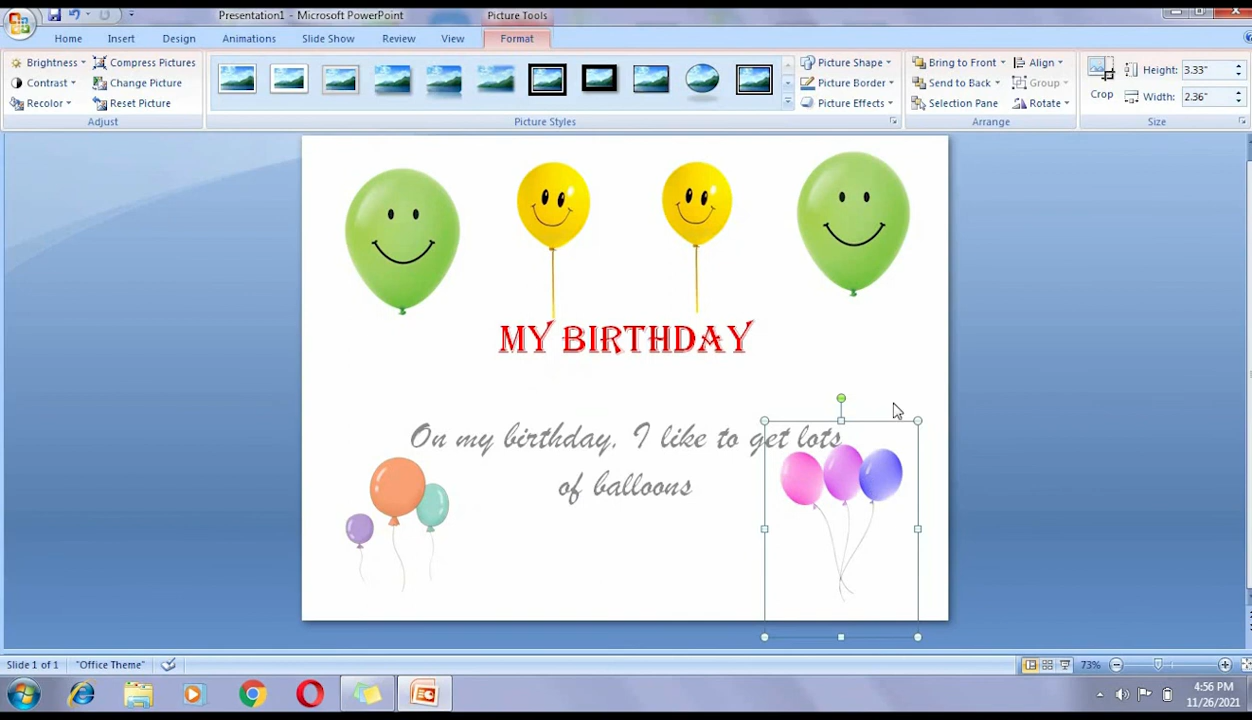 Presentation1 - Microsoft PowerPoint
Picture Tools
Home Insert Design Animations Slide Show Review View Format
Brightness Compress Pictures Picture Shape Bring to Front Align Height: 3.33"
Contrast Change Picture Picture Border Send to Back Group
Recolor Reset Picture Picture Effects Selection Pane Rotate Crop Width: 2.36"
Adjust Picture Styles Arrange Size
MY BIRTHDAY
On my birthday, I like to get lots
of balloons
Slide 1 of 1 "Office Theme" 73%
4:56 PM
11/26/2021